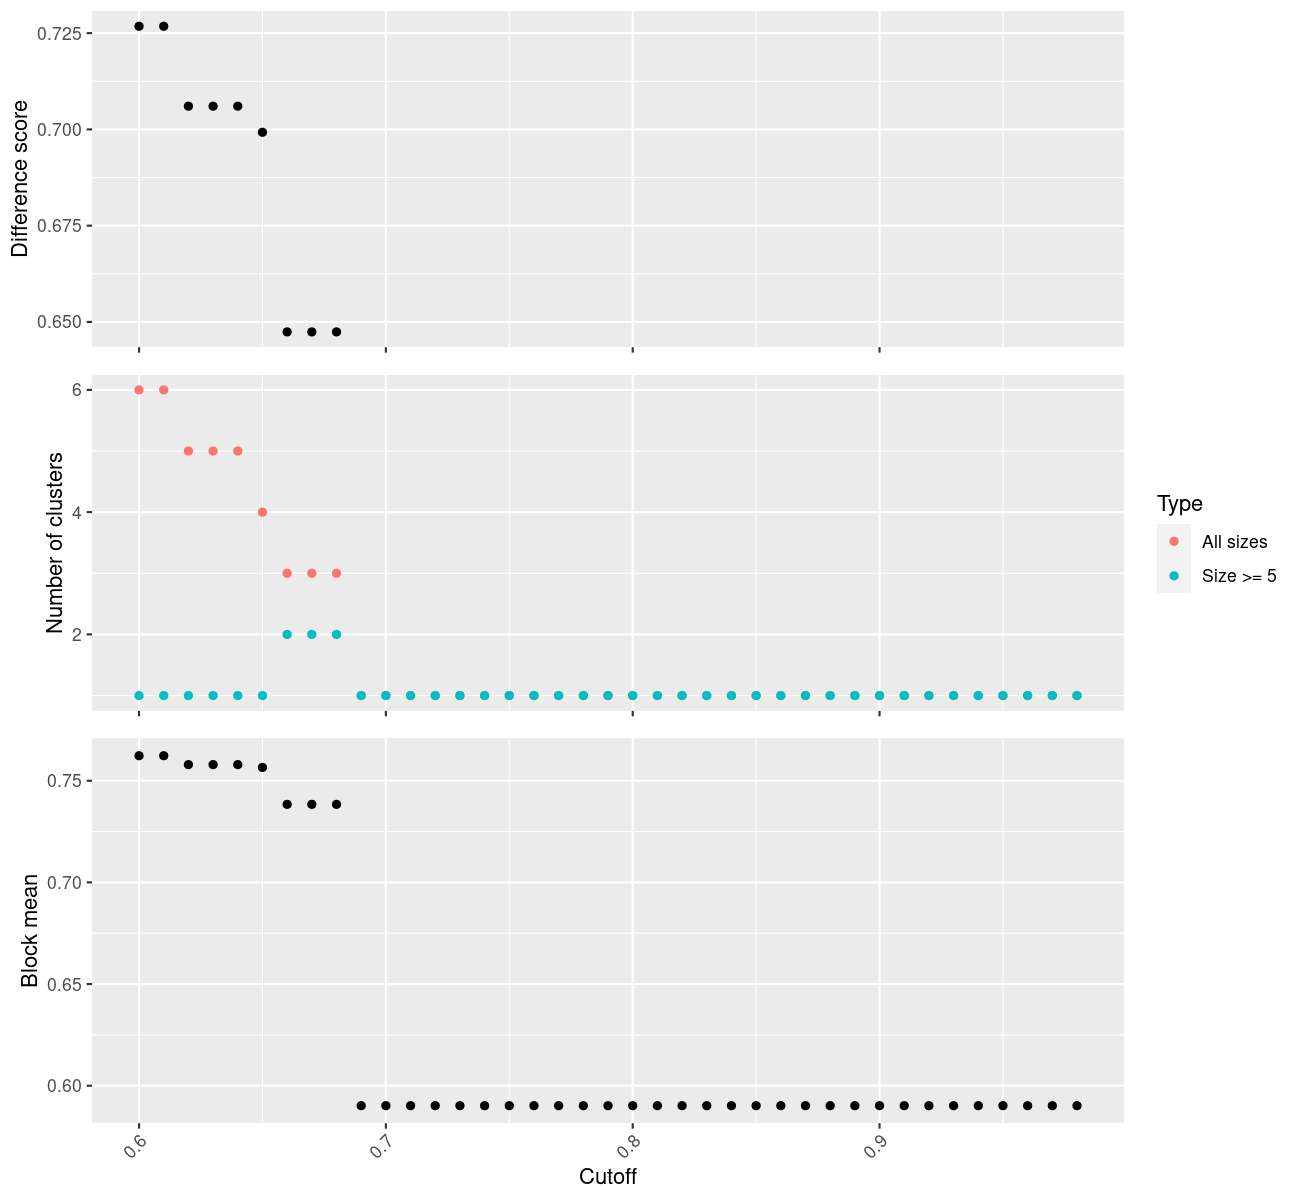 Difference score
0.725
0.700
0.675
0.650
Number of clusters
6
4
2
Type
All sizes
Size >= 5
Block mean
0.75
0.70
0.65
0.60
0.6
0.7
0.8
0.9
Cutoff